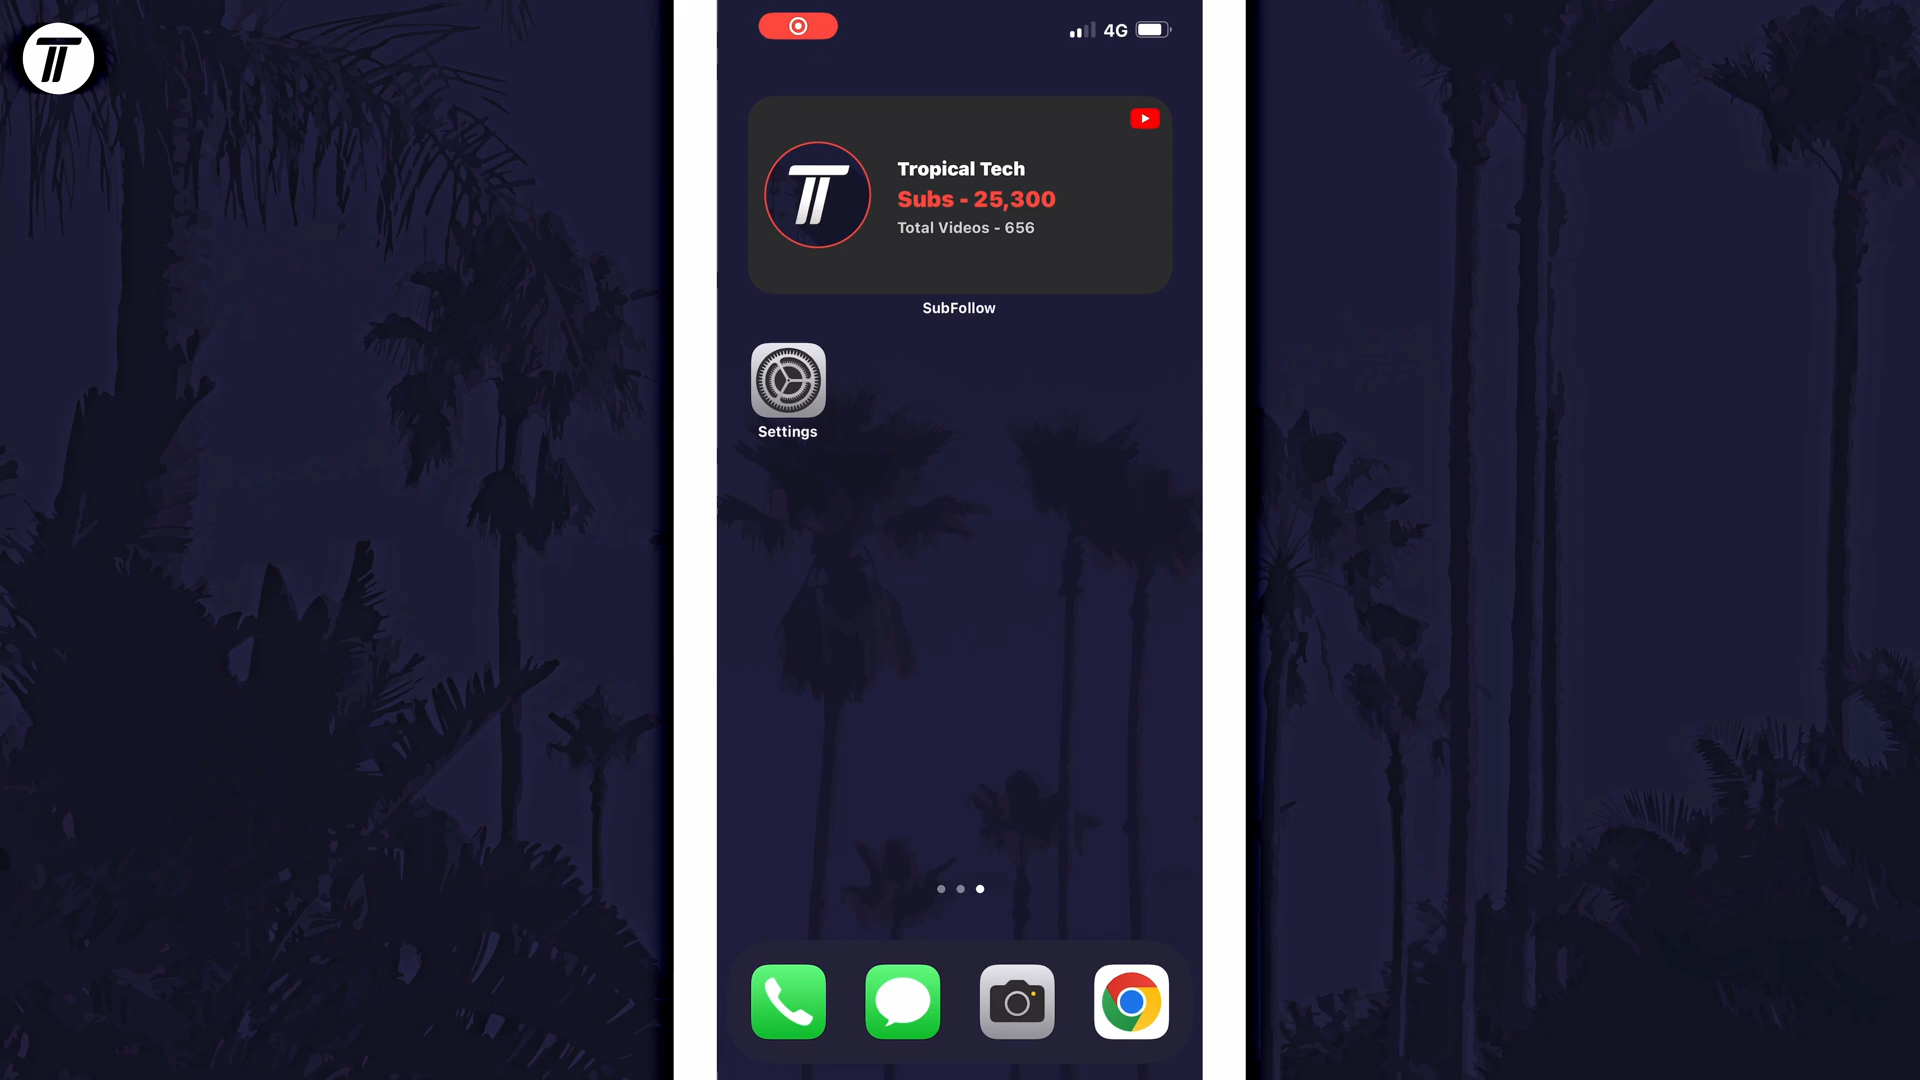 4G
Tropical Tech
Subs - 25,300
Total Videos - 656
SubFollow
Settings